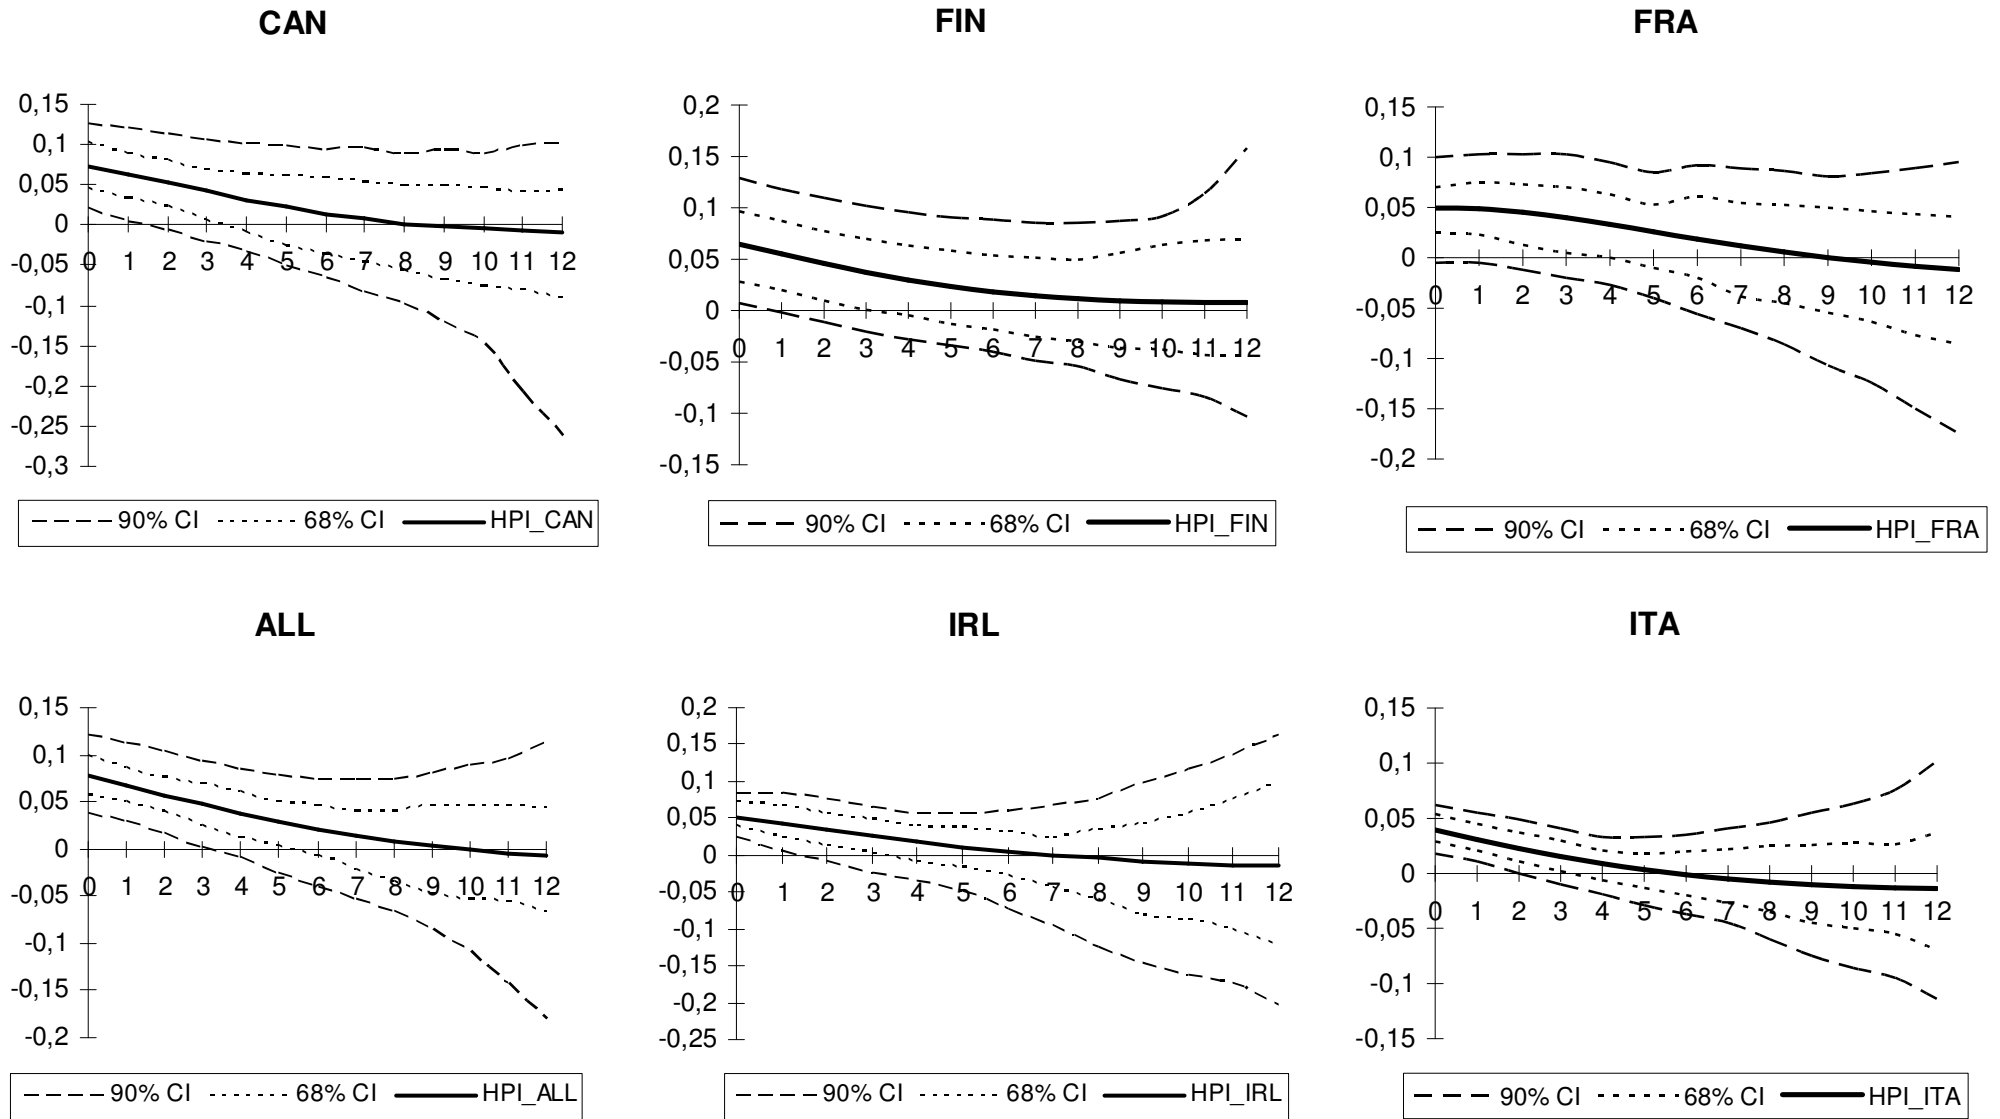 CAN
0,15
0,1
0,05
0
-0,05
-0,1
-0,15
-0,2
-0,25
-0,3
0 1 2 3 4 5 6 7 8 9 10 11 12
90% CI 68% CI HPI_CAN
FIN
0,2
0,15
0,1
0,05
0
-0,05
-0,1
-0,15
0 1 2 3 4 5 6 7 8 9 10 11 12
90% CI 68% CI HPI_FIN
FRA
0,15
0,1
0,05
0
-0,05
-0,1
-0,15
-0,2
0 1 2 3 4 5 6 7 8 9 10 11 12
90% CI 68% CI HPI_FRA
ALL
0,15
0,1
0,05
0
-0,05
-0,1
-0,15
-0,2
0 1 2 3 4 5 6 7 8 9 10 11 12
90% CI 68% CI HPI_ALL
IRL
0,2
0,15
0,1
0,05
0
-0,05
-0,1
-0,15
-0,2
-0,25
0 1 2 3 4 5 6 7 8 9 10 11 12
90% CI 68% CI HPI_IRL
ITA
0,15
0,1
0,05
0
-0,05
-0,1
-0,15
0 1 2 3 4 5 6 7 8 9 10 11 12
90% CI 68% CI HPI_ITA